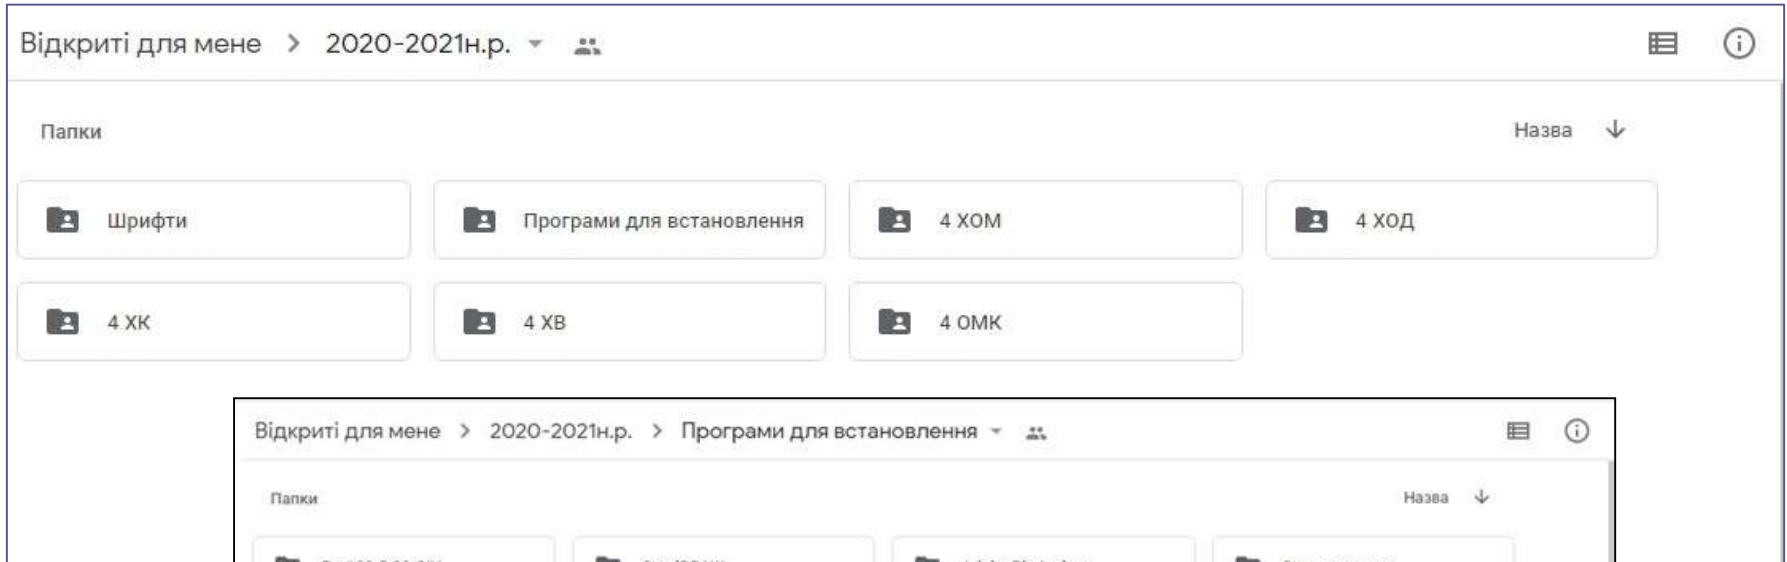 Відкриті для мене > 2020-2021н.р.
Папки Назва
Шрифти Програми для встановлення 4 ХОМ 4 ХОД
4 ХК 4 ХВ 4 ОМК
Відкриті для мене > 2020-2021н.р. > Програми для встановлення
Папки Назва